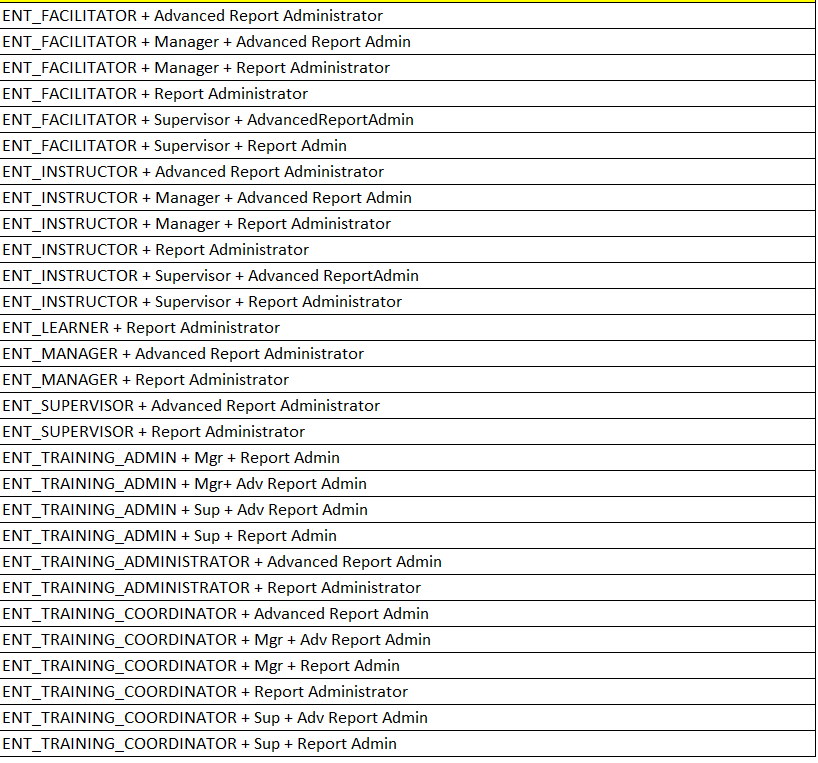 ENT_FACILITATOR + Advanced Report Administrator
ENT_FACILITATOR + Manager + Advanced Report Admin
ENT_FACILITATOR + Manager + Report Administrator
ENT_FACILITATOR + Report Administrator
ENT_FACILITATOR + Supervisor + AdvancedReportAdmin
ENT_FACILITATOR + Supervisor + Report Admin
ENT_INSTRUCTOR + Advanced Report Administrator
ENT_INSTRUCTOR + Manager + Advanced Report Admin
ENT_INSTRUCTOR + Manager + Report Administrator
ENT_INSTRUCTOR + Report Administrator
ENT_INSTRUCTOR + Supervisor + Advanced ReportAdmin
ENT_INSTRUCTOR + Supervisor + Report Administrator
ENT_LEARNER + Report Administrator
ENT_MANAGER + Advanced Report Administrator
ENT_MANAGER + Report Administrator
ENT_SUPERVISOR + Advanced Report Administrator
ENT_SUPERVISOR + Report Administrator
ENT_TRAINING_ADMIN + Mgr + Report Admin
ENT_TRAINING_ADMIN + Mgr+ Adv Report Admin
ENT_TRAINING_ADMIN + Sup + Adv Report Admin
ENT_TRAINING_ADMIN + Sup + Report Admin
ENT_TRAINING_ADMINISTRATOR + Advanced Report Admin
ENT_TRAINING_ADMINISTRATOR + Report Administrator
ENT_TRAINING_COORDINATOR + Advanced Report Admin
ENT_TRAINING_COORDINATOR + Mgr + Adv Report Admin
ENT_TRAINING_COORDINATOR + Mgr + Report Admin
ENT_TRAINING_COORDINATOR + Report Administrator
ENT_TRAINING_COORDINATOR + Sup + Adv Report Admin
ENT_TRAINING_COORDINATOR + Sup + Report Admin